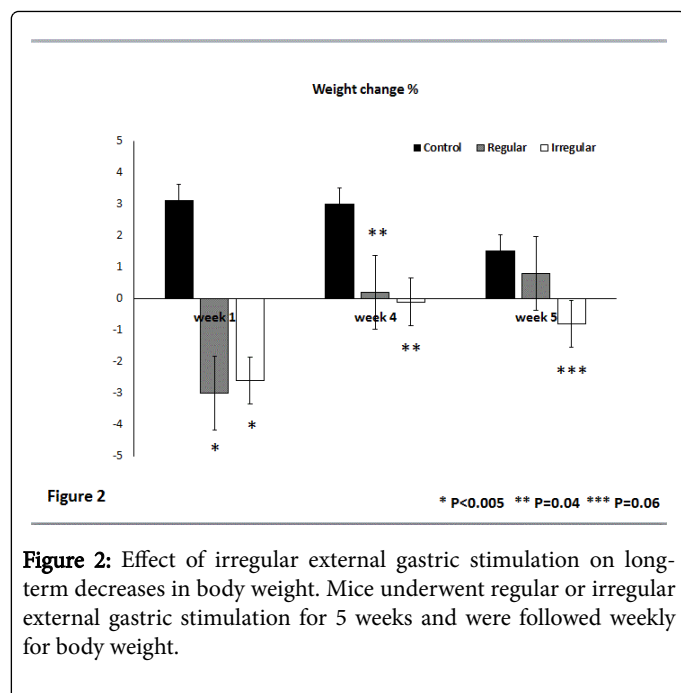 Weight change %
5
4
3
2
1
0
-1
-2
-3
-4
-5
Control Regular Irregular
**
week 1 week 4 week 5
* * ** ***
Figure 2
* P<0.005 ** P=0.04 *** P=0.06
Figure 2: Effect of irregular external gastric stimulation on long-
term decreases in body weight. Mice underwent regular or irregular
external gastric stimulation for 5 weeks and were followed weekly
for body weight.